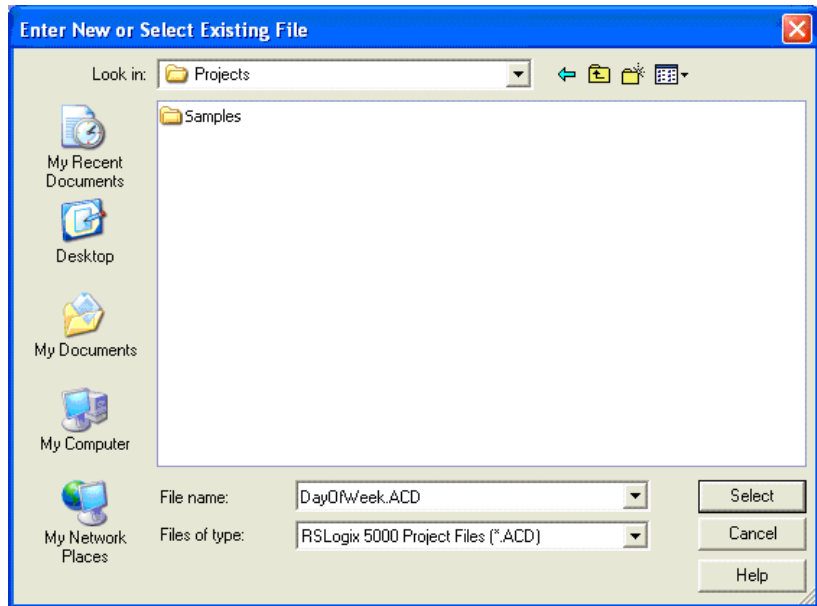 Enter New or Select Existing File
Look in:
Projects
Samples
My Recent
Documents
Desktop
My Documents
My Computer
My Network
Places
File name:
DayOfWeek.ACD
Select
Files of type:
RSLogix 5000 Project Files (*.ACD)
Cancel
Help